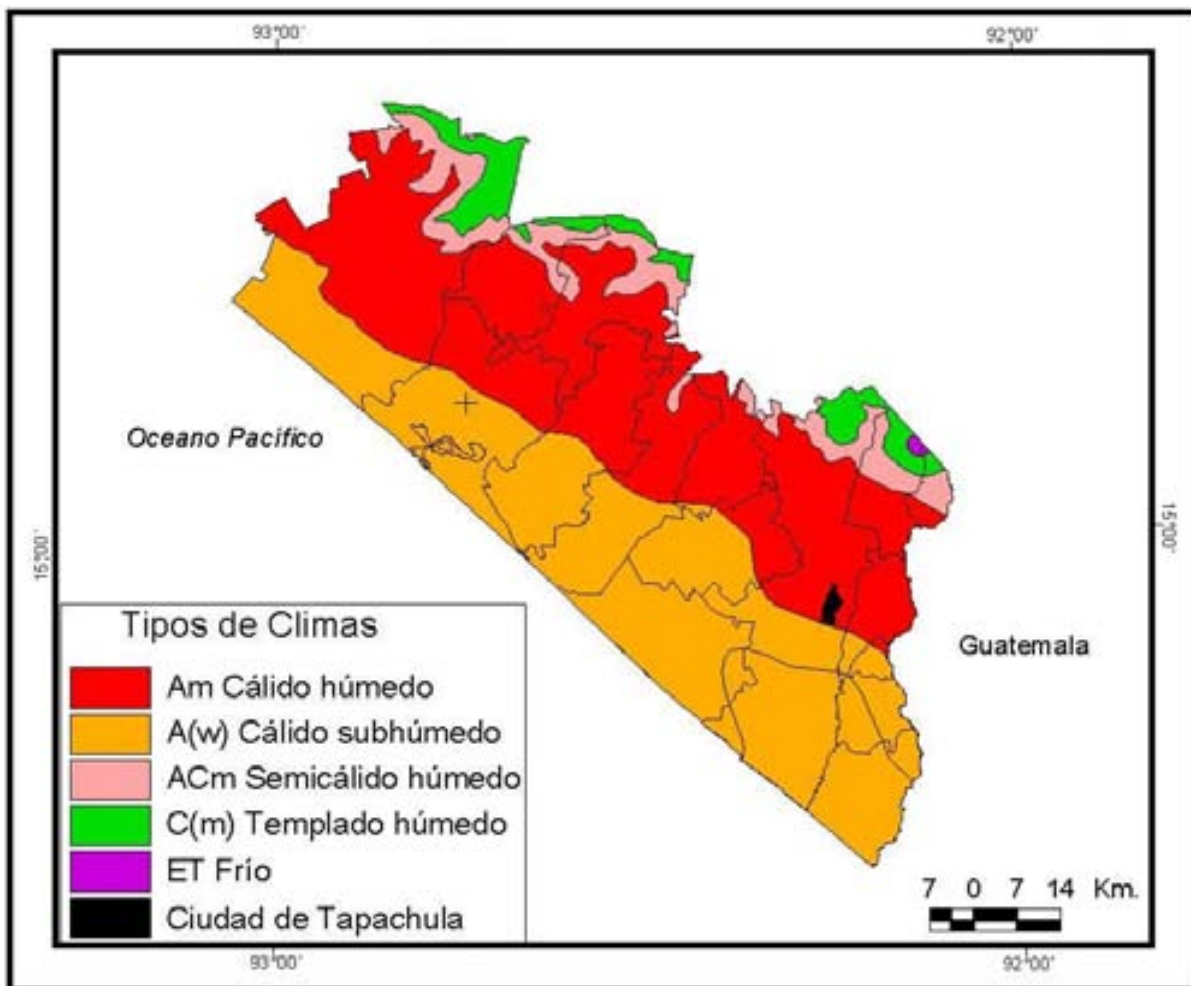 93°00'
92°00'
Oceano Pacífico
15°00'
15°00'
Guatemala
Tipos de Climas
Am Cálido húmedo
A(w) Cálido subhúmedo
ACm Semicálido húmedo
C(m) Templado húmedo
ET Frío
Ciudad de Tapachula
7 0 7 14 Km.
93°00'
92°00'